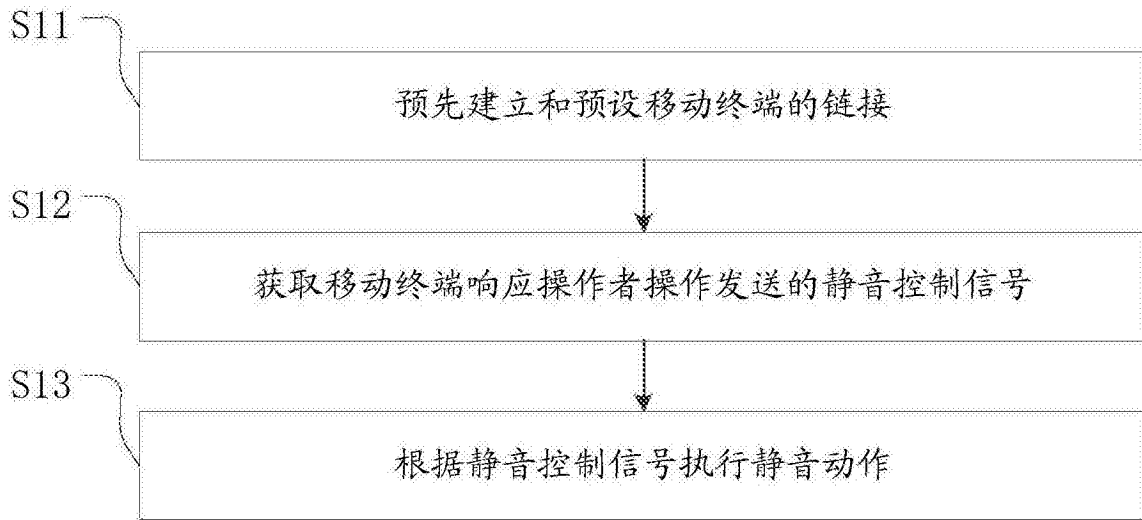 S11
预先建立和预设移动终端的链接
S12
获取移动终端响应操作者操作发送的静音控制信号
S13
根据静音控制信号执行静音动作